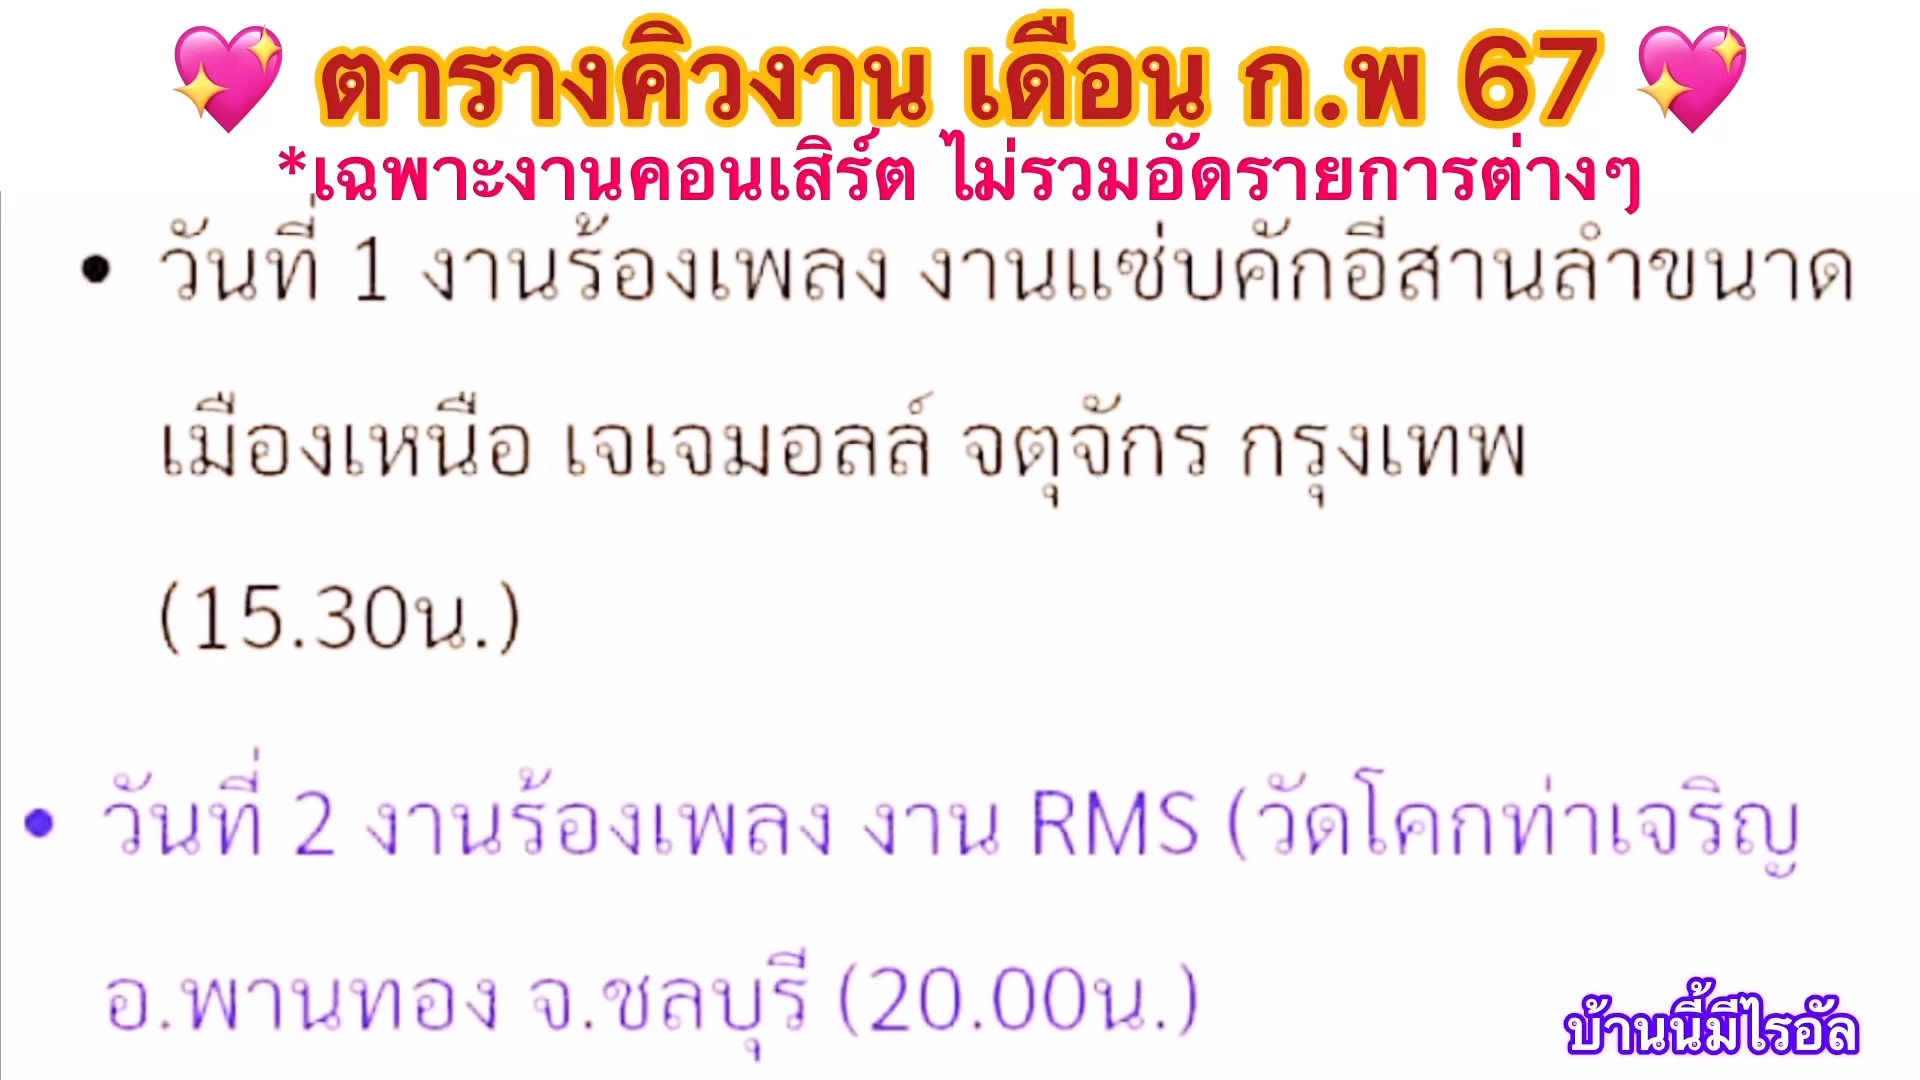 💖 ตารางคิวงาน เดือน ก.พ 67 💖
*เฉพาะงานคอนเสิร์ต ไม่รวมอัดรายการต่างๆ
• วันที่ 1 งานร้องเพลง งานแซ่บคักอีสานลำขนาด
เมืองเหนือ เจเจมอลล์ จตุจักร กรุงเทพ
(15.30น.)
• วันที่ 2 งานร้องเพลง งาน RMS (วัดโคกท่าเจริญ
อ.พานทอง จ.ชลบุรี (20.00น.)
บ้านนี้มีไรอัล